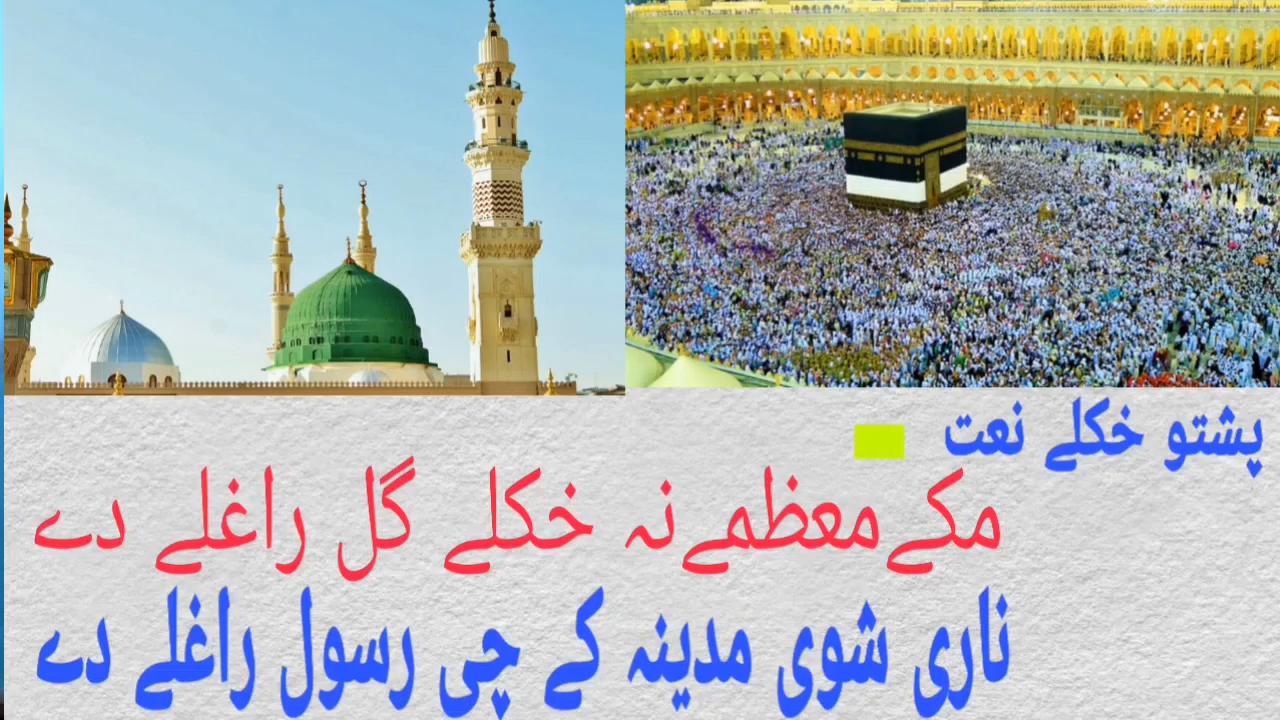 پشتو خکلے نعت
مکے معظمے نہ خکلے گل راغلے دے
ناری شوی مدینہ کے چی رسول راغلے دے